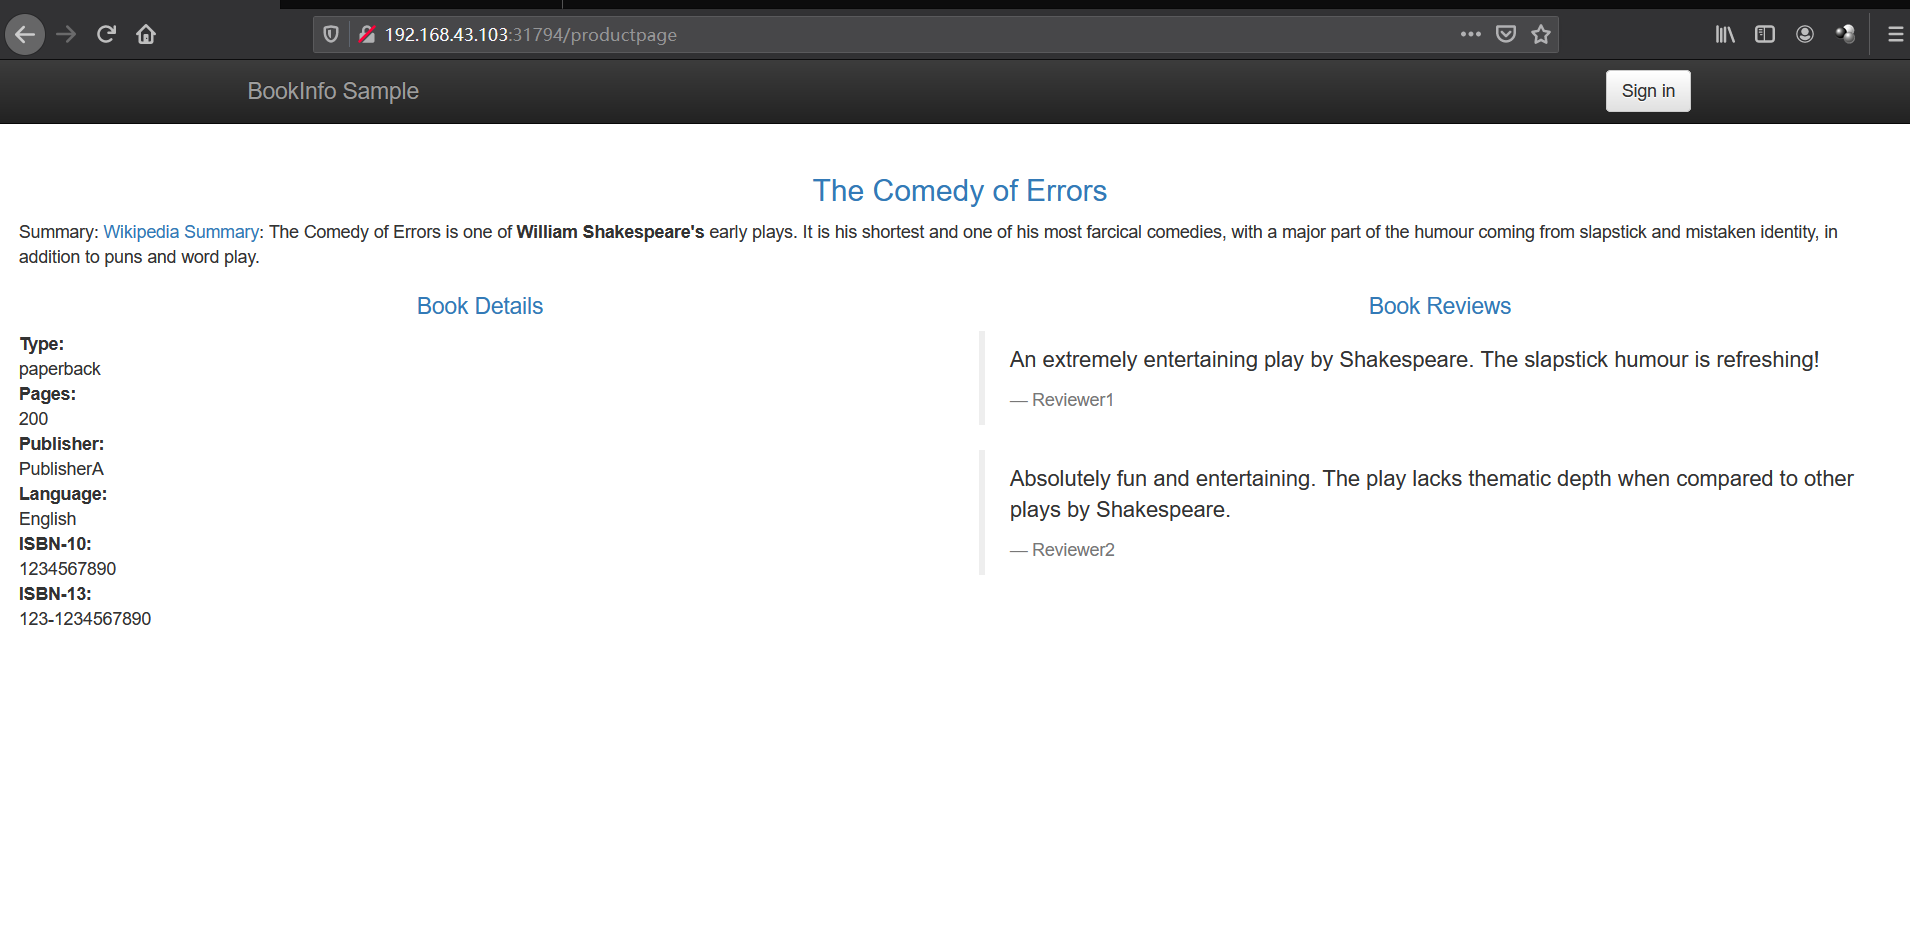 192.168.43.103:31794/productpage
BookInfo Sample
Sign in
The Comedy of Errors
Summary: Wikipedia Summary: The Comedy of Errors is one of William Shakespeare's early plays. It is his shortest and one of his most farcical comedies, with a major part of the humour coming from slapstick and mistaken identity, in
addition to puns and word play.
Book Details
Type:
paperback
Pages:
200
Publisher:
PublisherA
Language:
English
ISBN-10:
1234567890
ISBN-13:
123-1234567890
Book Reviews
An extremely entertaining play by Shakespeare. The slapstick humour is refreshing!
— Reviewer1
Absolutely fun and entertaining. The play lacks thematic depth when compared to other
plays by Shakespeare.
— Reviewer2